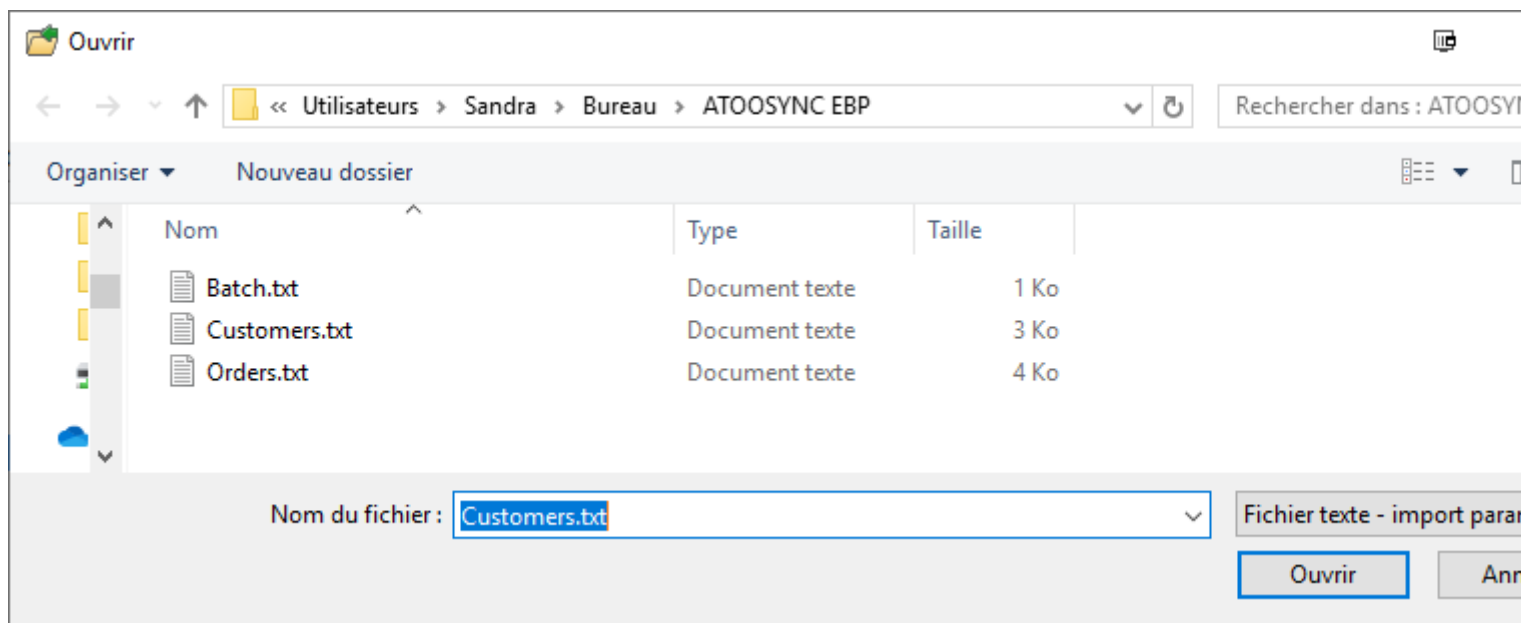 Ouvrir
« Utilisateurs › Sandra › Bureau › ATOOSYNC EBP
Rechercher dans : ATOOSYN
Organiser Nouveau dossier
Nom Type Taille
Batch.txt Document texte 1 Ko
Customers.txt Document texte 3 Ko
Orders.txt Document texte 4 Ko
Nom du fichier : Customers.txt
Fichier texte - import parar
Ouvrir Ann